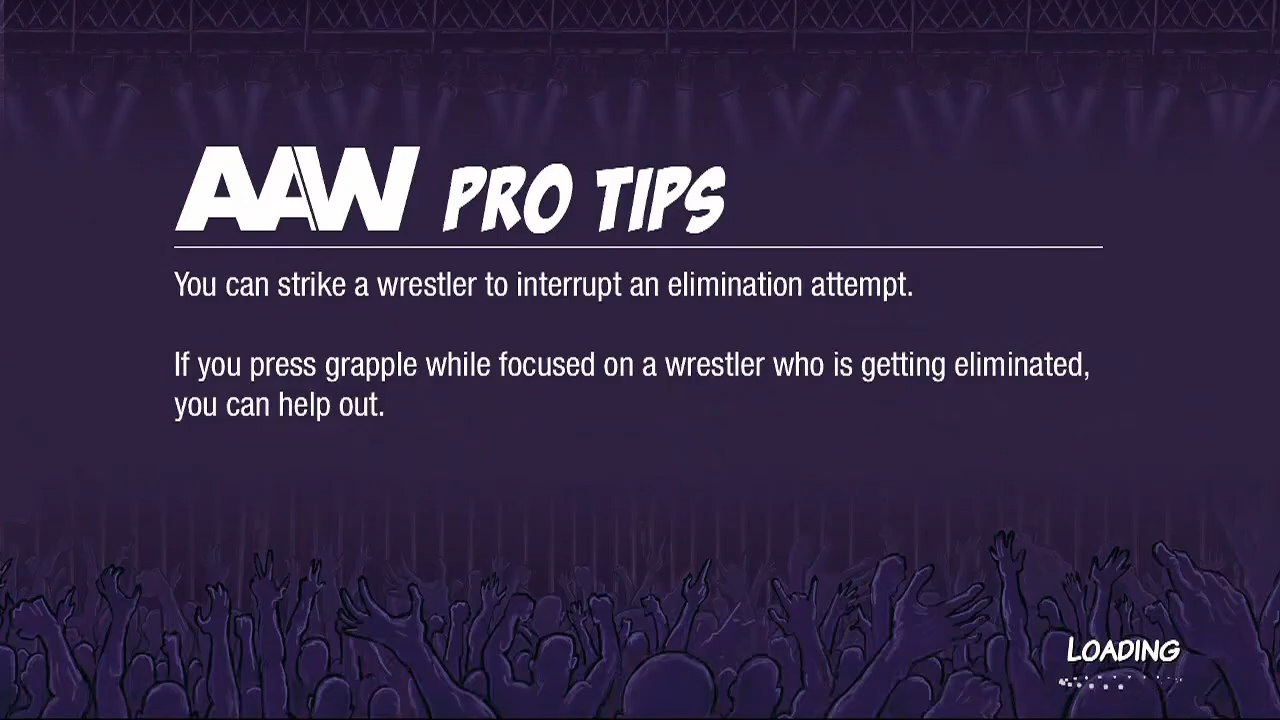 AAW PRO TIPS
You can strike a wrestler to interrupt an elimination attempt.
If you press grapple while focused on a wrestler who is getting eliminated,
you can help out.
LOADING